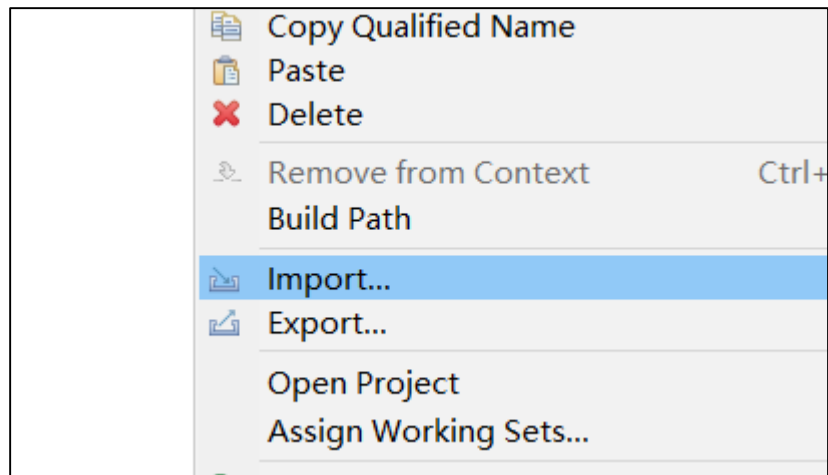 Copy Qualified Name
Paste
Delete
Remove from Context Ctrl+
Build Path
Import...
Export...
Open Project
Assign Working Sets...